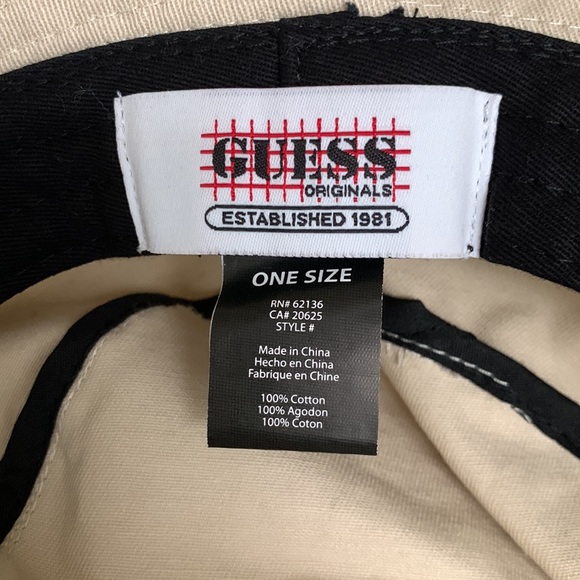 GUESS
ORIGINALS
ESTABLISHED 1981
ONE SIZE
RN# 62136
CA# 20625
STYLE #
Made in China
Hecho en China
Fabrique en Chine
100% Cotton
100% Agodon
100% Coton